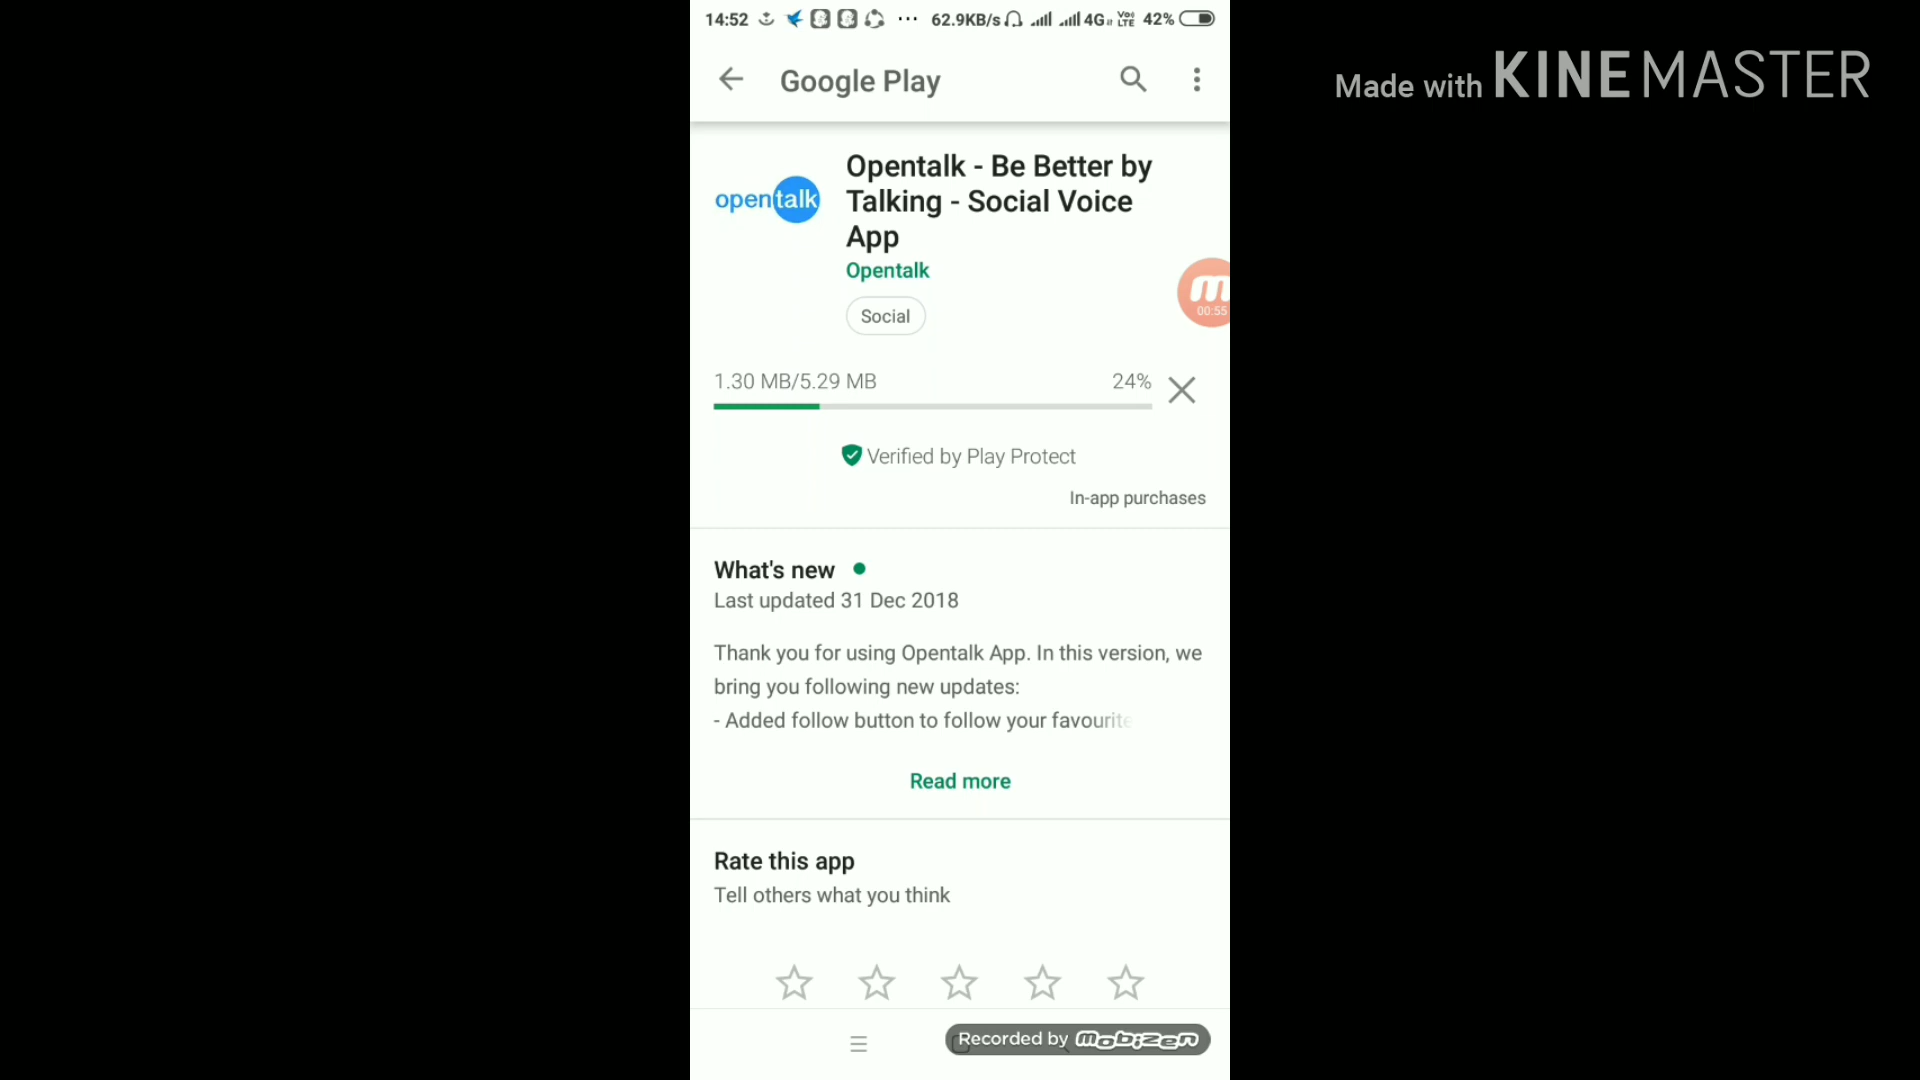 14:52 62.9KB/s 4G VoLTE 42%
Google Play
Made with KINEMASTER
Opentalk - Be Better by
Talking - Social Voice
App
opentalk
Opentalk
00:55
Social
1.30 MB/5.29 MB 24%
Verified by Play Protect
In-app purchases
What's new
Last updated 31 Dec 2018
Thank you for using Opentalk App. In this version, we
bring you following new updates:
- Added follow button to follow your favourite
Read more
Rate this app
Tell others what you think
Recorded by mobizen